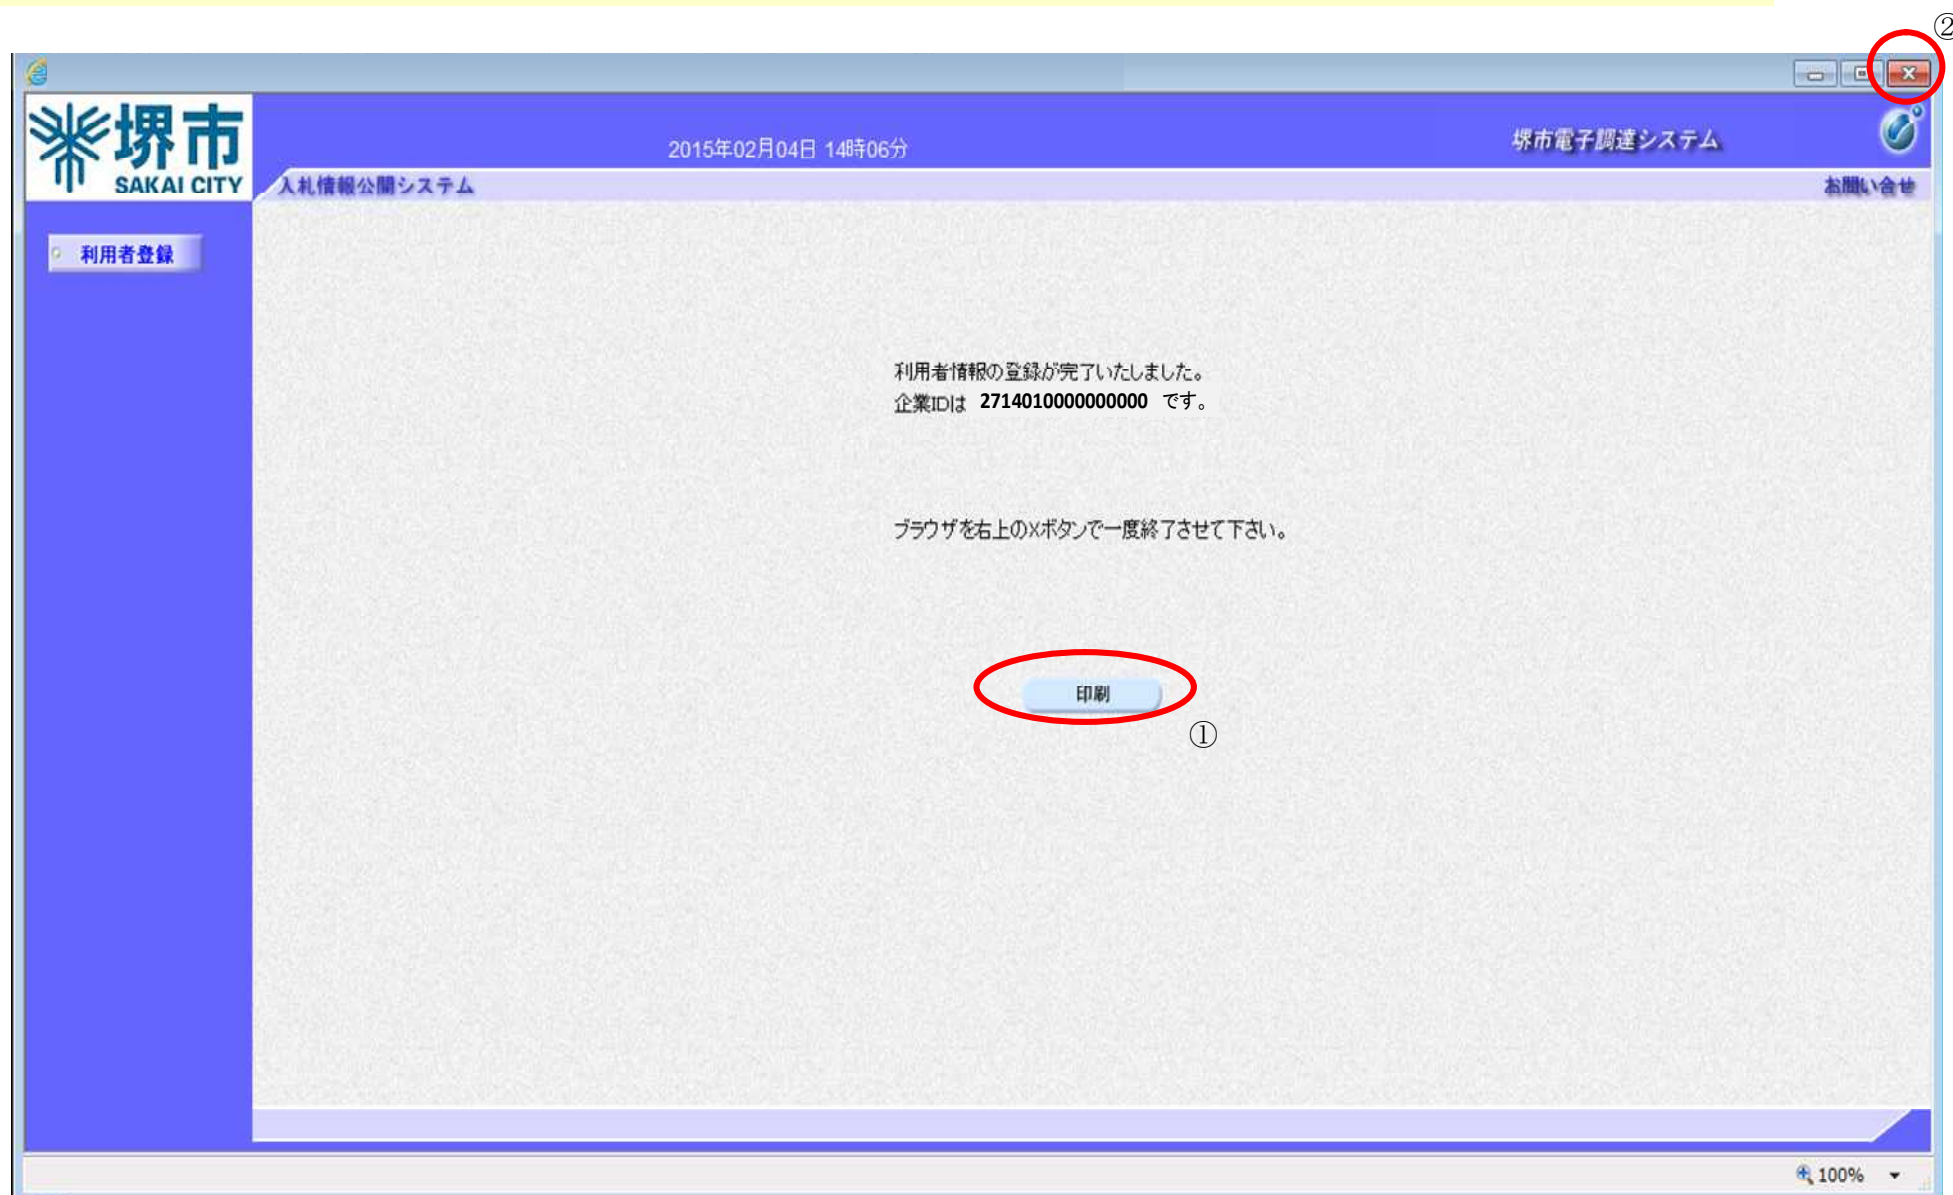 ②
堺市
SAKAI CITY
2015年02月04日 14時06分
堺市電子調達システム
入札情報公開システム
お問い合せ
利用者登録
利用者情報の登録が完了いたしました。
企業IDは 2714010000000000 です。
ブラウザを右上のXボタンで一度終了させて下さい。
印刷
①
100%